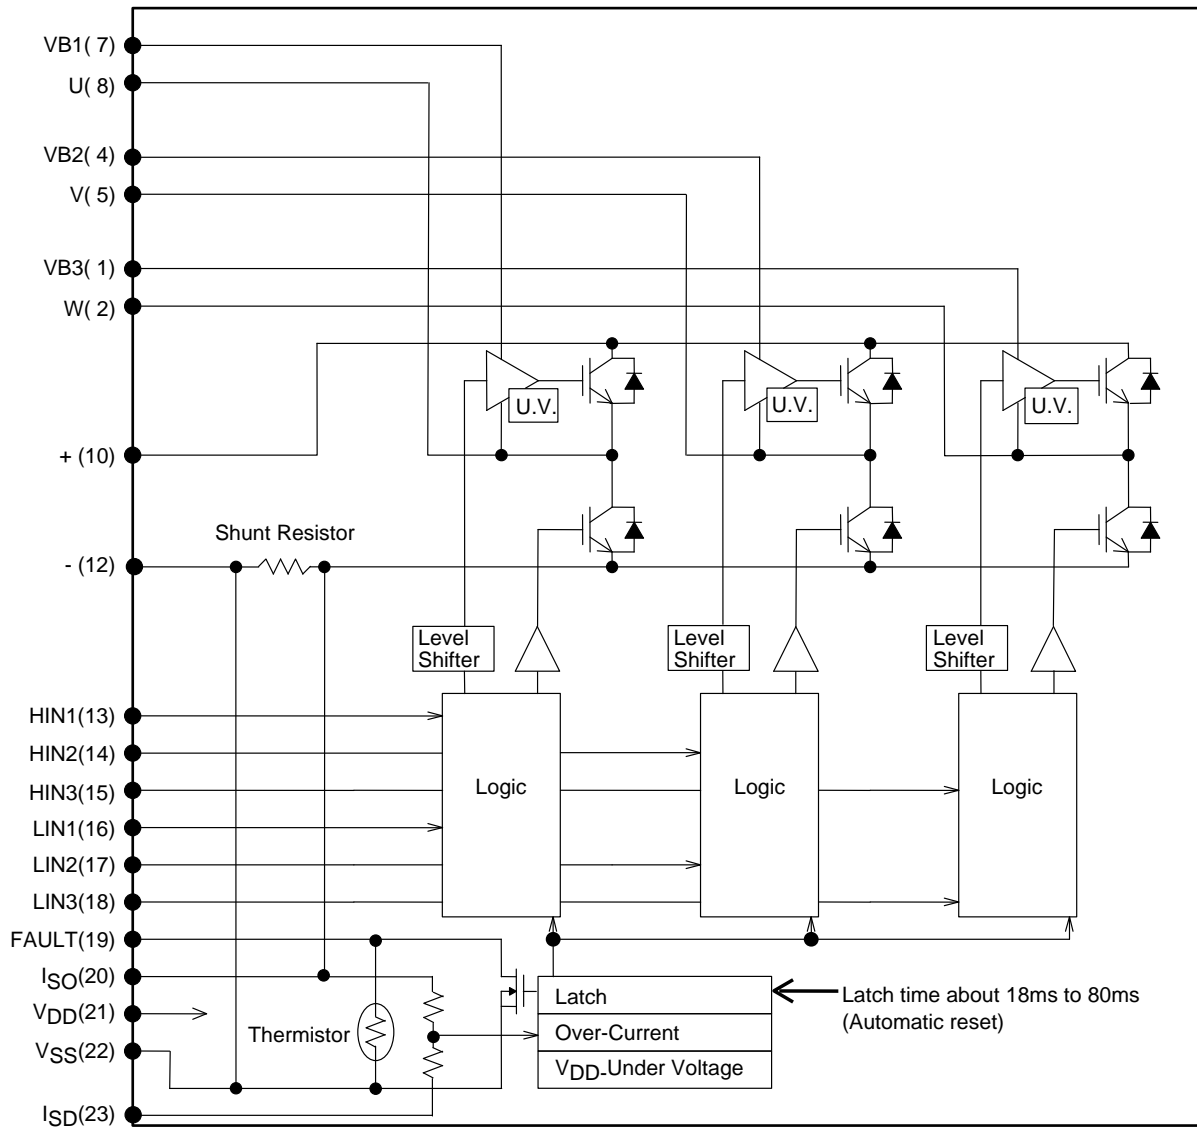 VB1( 7)
U( 8)
VB2( 4)
V( 5)
VB3( 1)
W( 2)
U.V.
U.V.
U.V.
+ (10)
Shunt Resistor
- (12)
Level
Shifter
Level
Shifter
Level
Shifter
HIN1(13)
HIN2(14)
HIN3(15)
LIN1(16)
LIN2(17)
LIN3(18)
Logic
Logic
Logic
FAULT(19)
ISO(20)
VDD(21)
VSS(22)
ISD(23)
Thermistor
Latch
Over-Current
VDD-Under Voltage
Latch time about 18ms to 80ms
(Automatic reset)